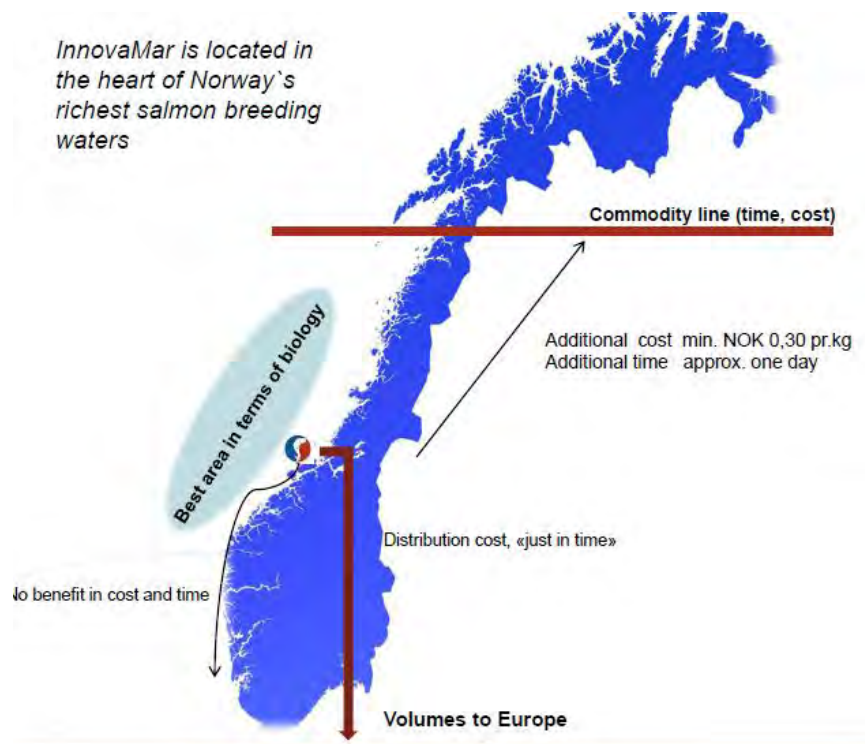 InnovaMar is located in
the heart of Norway`s
richest salmon breeding
waters
Commodity line (time, cost)
Additional cost min. NOK 0,30 pr.kg
Additional time approx. one day
Best area in terms of biology
Distribution cost, «just in time»
No benefit in cost and time
Volumes to Europe